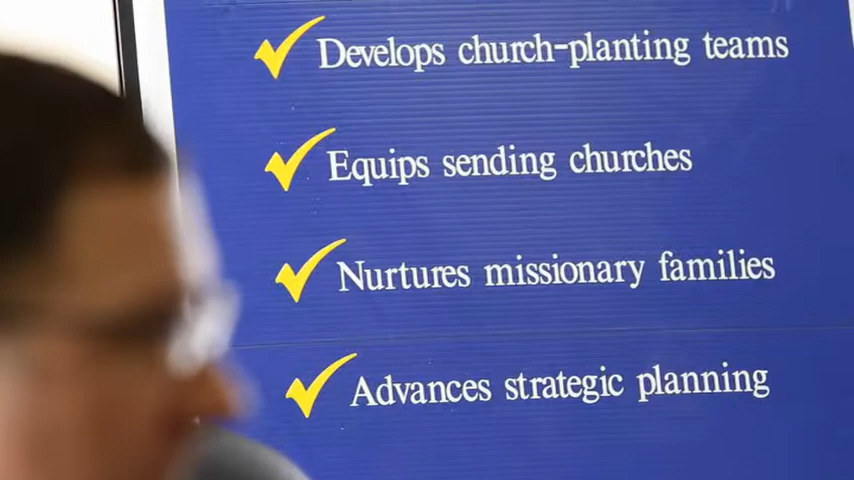 Develops church-planting teams
Equips sending churches
Nurtures missionary families
Advances strategic planning